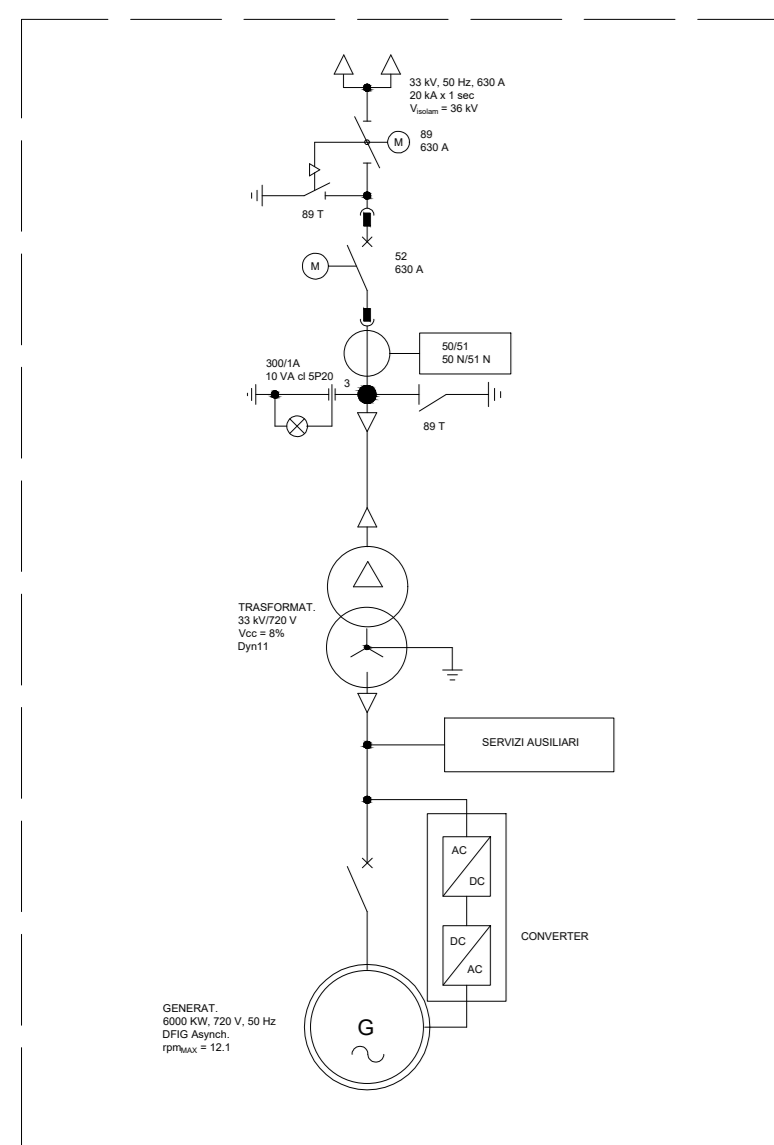 33 kV, 50 Hz, 630 A
20 kA x 1 sec
Visolam = 36 kV
M
89
630 A
89 T
52
630 A
M
50/51
50 N/51 N
300/1A
10 VA cl 5P20
3
89 T
TRASFORMAT.
33 kV/720 V
Vcc = 8%
Dyn11
SERVIZI AUSILIARI
AC
DC
DC
AC
CONVERTER
GENERAT.
6000 KW, 720 V, 50 Hz
DFIG Asynch.
rpmMAX = 12.1
G